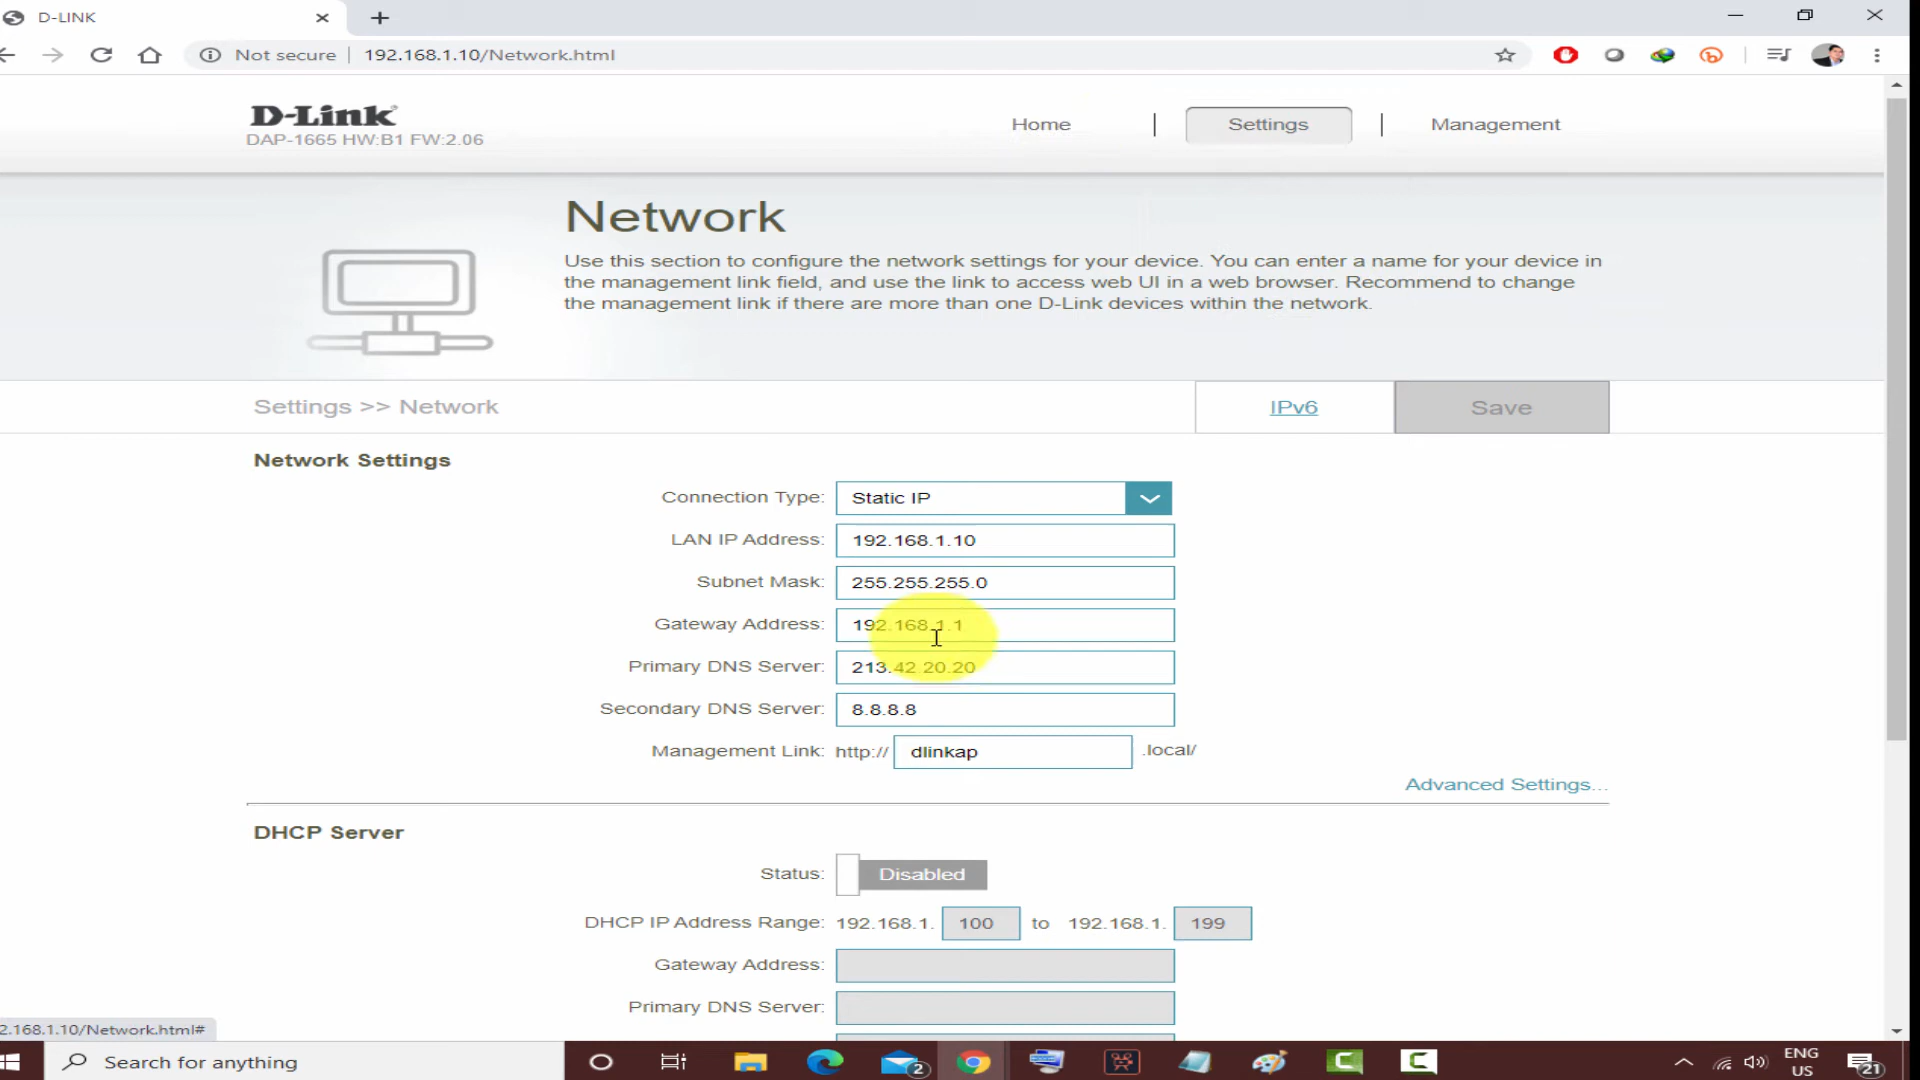 D-LINK
Not secure
192.168.1.10/Network.html
D-Link
DAP-1665 HW:B1 FW:2.06
Home
Settings
Management
Network
Use this section to configure the network settings for your device. You can enter a name for your device in
the management link field, and use the link to access web UI in a web browser. Recommend to change
the management link if there are more than one D-Link devices within the network.
Settings >> Network
IPv6
Save
Network Settings
Connection Type: Static IP
LAN IP Address: 192.168.1.10
Subnet Mask: 255.255.255.0
Gateway Address: 192.168.1.1
Primary DNS Server: 213.42.20.20
Secondary DNS Server: 8.8.8.8
Management Link: http:// dlinkap .local/
Advanced Settings...
DHCP Server
Status: Disabled
DHCP IP Address Range: 192.168.1. 100 to 192.168.1. 199
Gateway Address:
Primary DNS Server:
2.168.1.10/Network.html#
Search for anything
2
ENG
US
21